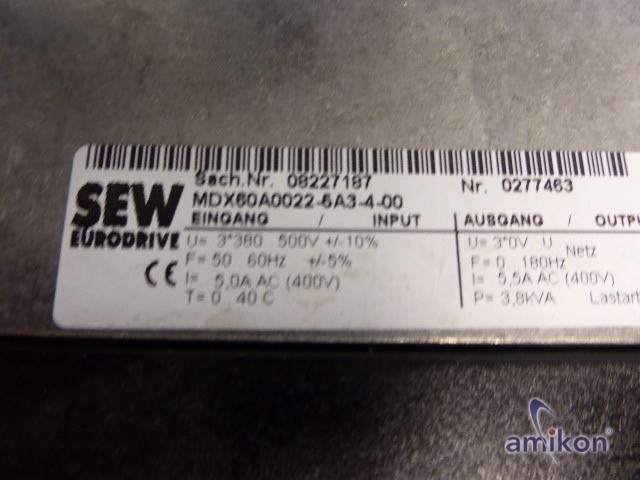 Sach.Nr. 08227187 Nr. 0277463
SEW
EURODRIVE
MDX60A0022-5A3-4-00
EINGANG / INPUT
U= 3*380 500V +/-10%
F= 50 60Hz +/-5%
I= 5,0A AC (400V)
T= 0 40 C
CE
AUSGANG / OUTP
U= 3*0V U Netz
F= 0 180Hz
I= 5,5A AC (400V)
P= 3,8KVA Lastart
amikon